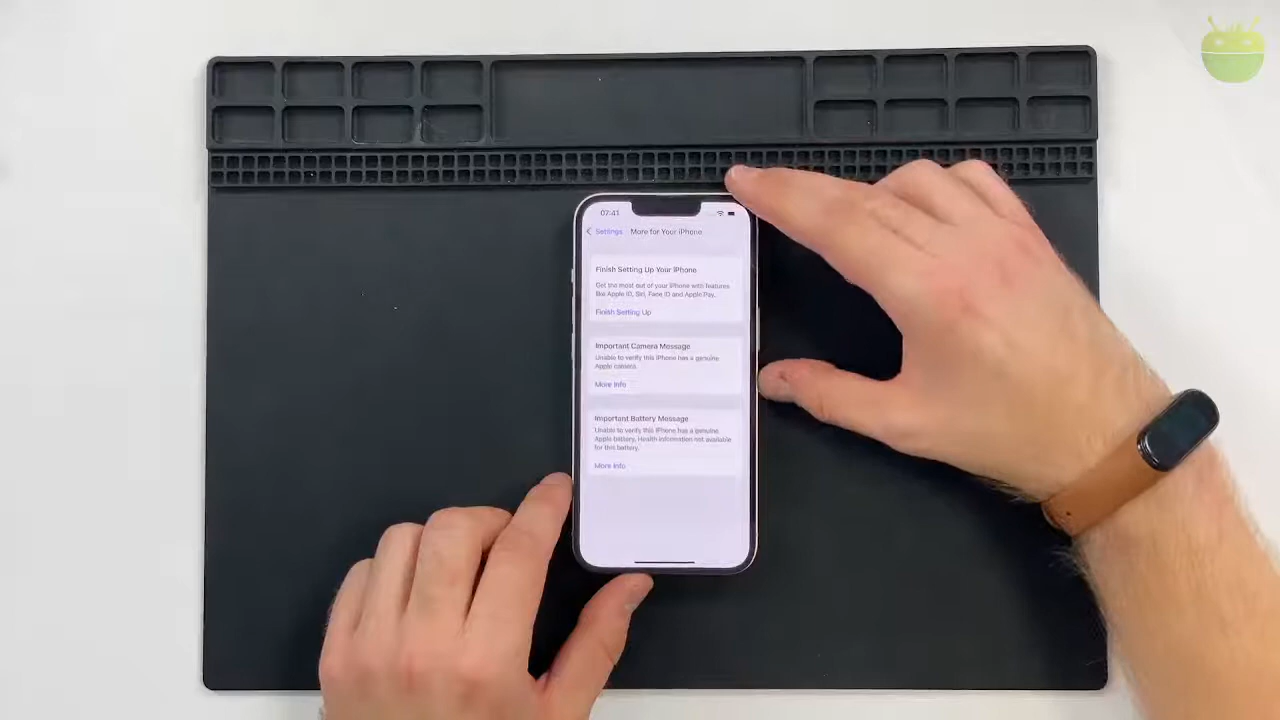 07:41
Settings More for Your iPhone
Finish Setting Up Your iPhone
Get the most out of your iPhone with features
like Apple ID, Siri, Face ID and Apple Pay.
Finish Setting Up
Important Camera Message
Unable to verify this iPhone has a genuine
Apple camera.
More Info
Important Battery Message
Unable to verify this iPhone has a genuine
Apple battery. Health information not available
for this battery.
More Info